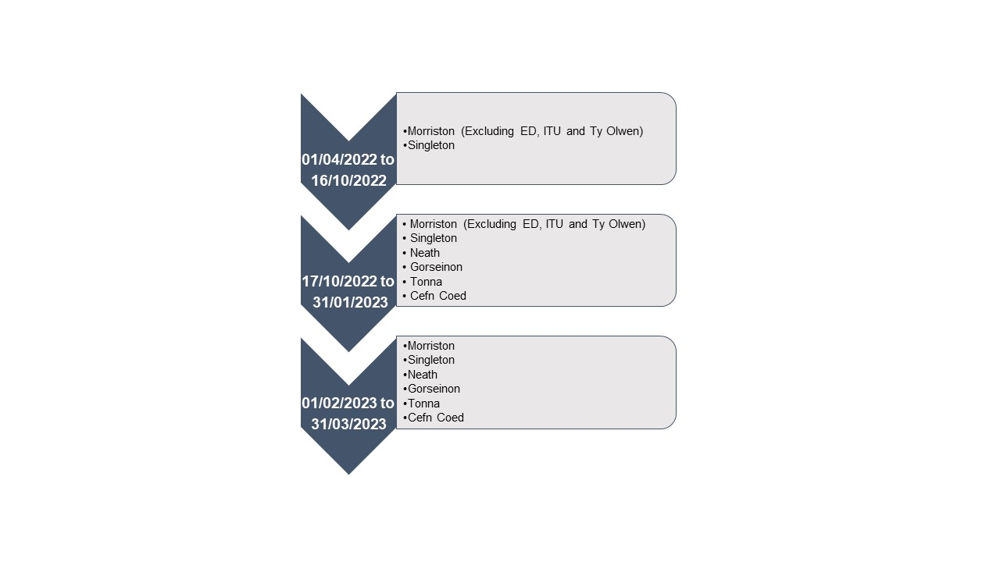 01/04/2022 to
16/10/2022
•Morriston (Excluding ED, ITU and Ty Olwen)
•Singleton
17/10/2022 to
31/01/2023
• Morriston (Excluding ED, ITU and Ty Olwen)
• Singleton
• Neath
• Gorseinon
• Tonna
• Cefn Coed
01/02/2023 to
31/03/2023
•Morriston
•Singleton
•Neath
•Gorseinon
•Tonna
•Cefn Coed